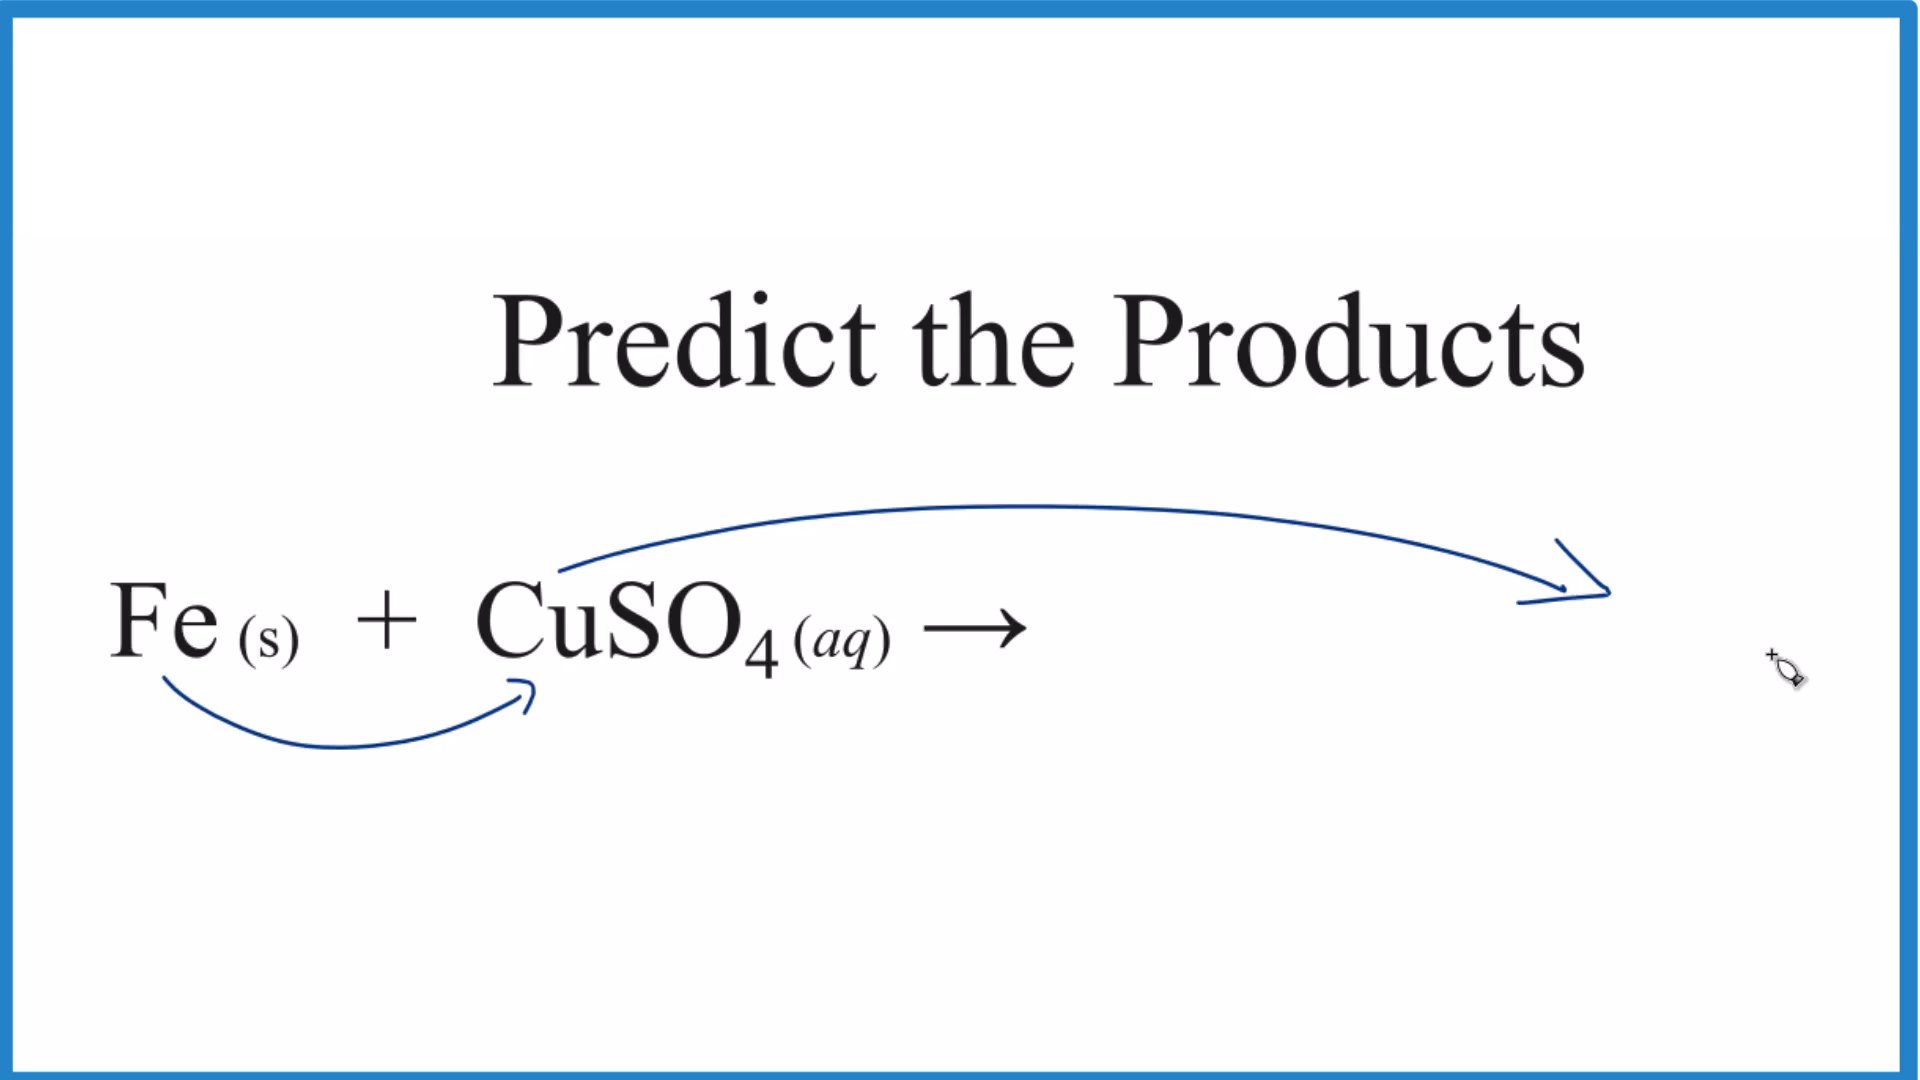 Predict the Products
Fe (s) + CuSO₄ (aq) →